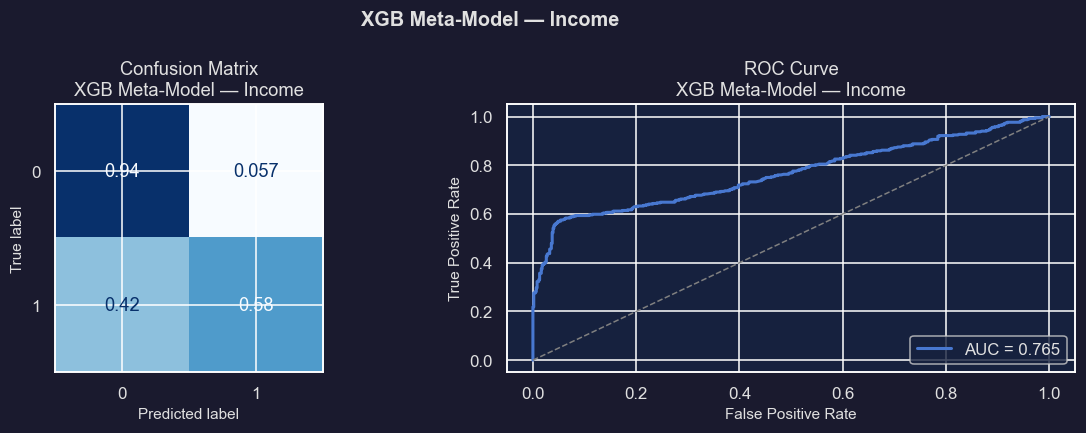 XGB Meta-Model — Income
Confusion Matrix
XGB Meta-Model — Income
0
1
0.94
0.057
0.42
0.58
0
1
True label
Predicted label
ROC Curve
XGB Meta-Model — Income
1.0
0.8
0.6
0.4
0.2
0.0
True Positive Rate
AUC = 0.765
0.0
0.2
0.4
0.6
0.8
1.0
False Positive Rate